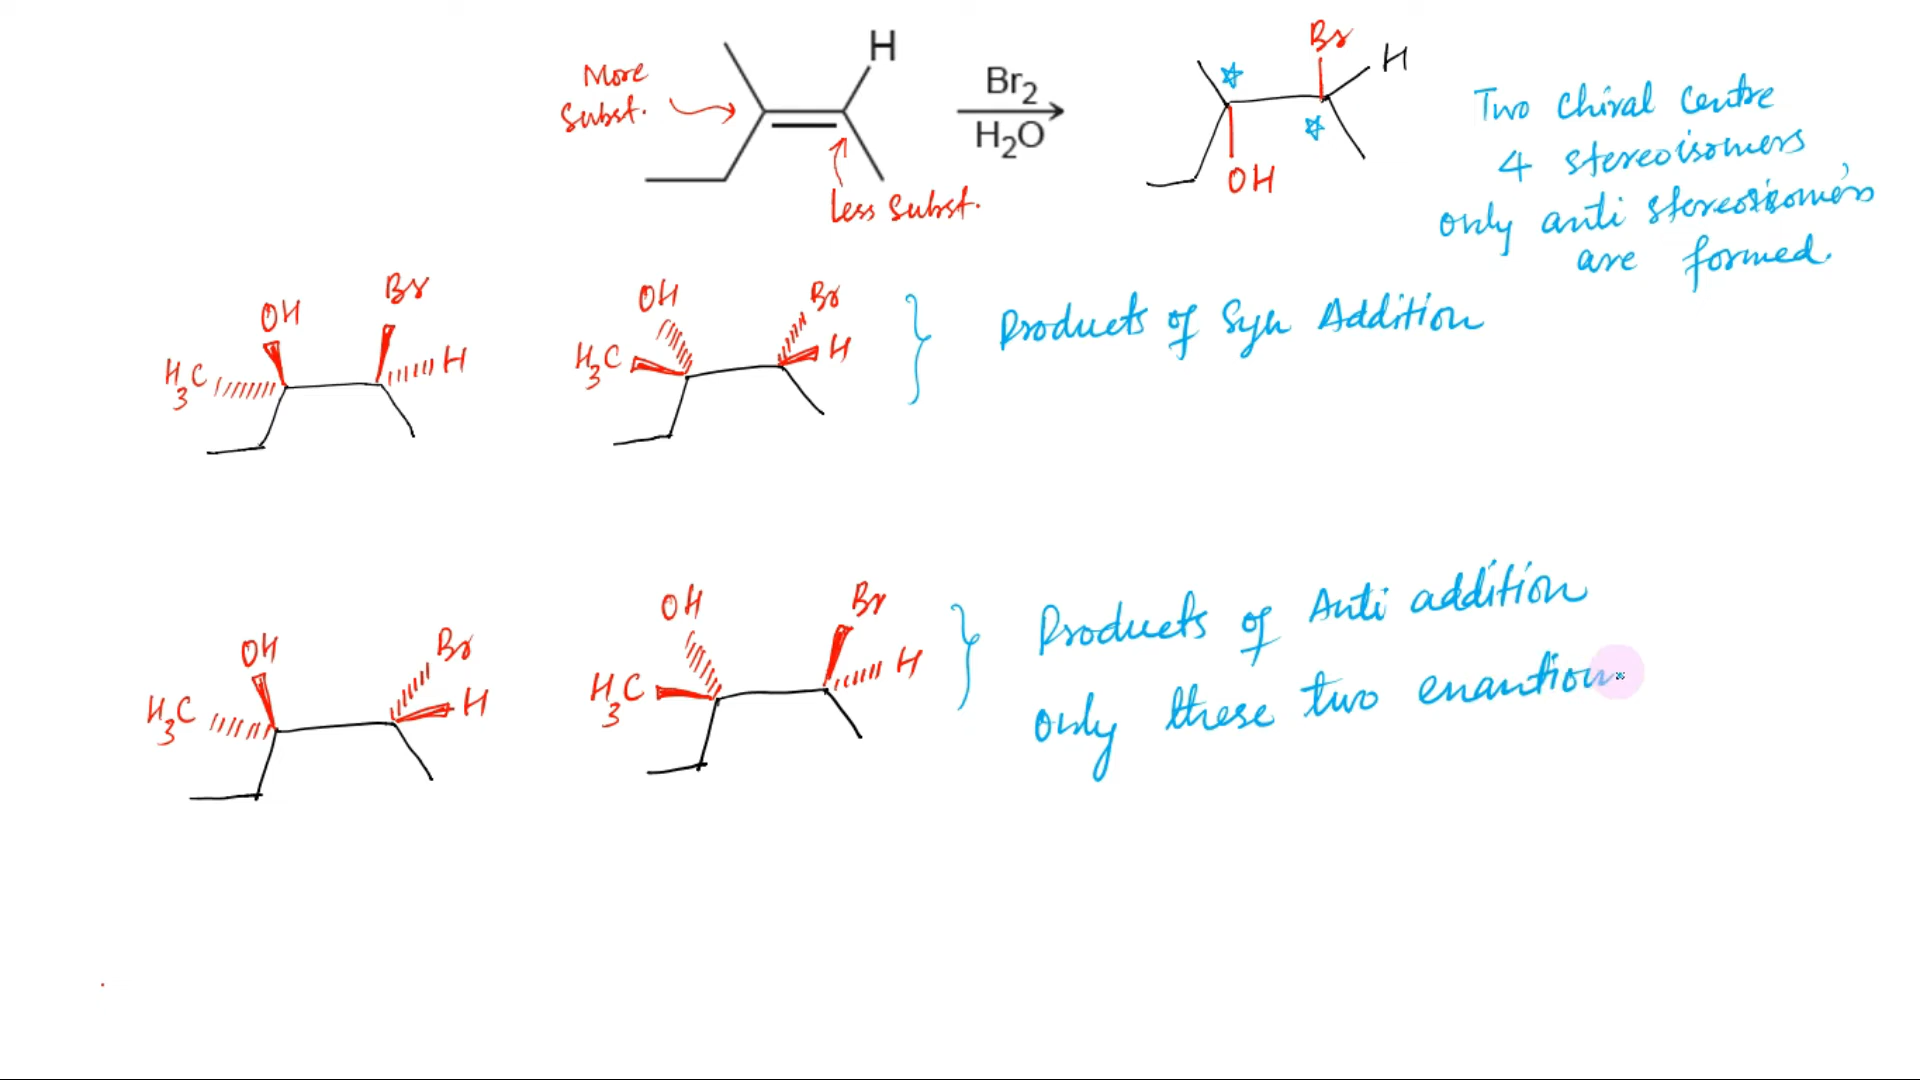 H
More
Subst.
Br2
H2O
less Subst.
Br
H
OH
Two Chiral Centre
4 stereoisomers
only anti stereoisomers
are formed.
OH
Br
H3C
H
OH
Br
H3C
H
Products of Syn Addition
OH
Br
H3C
H
OH
Br
H3C
H
Products of Anti addition
only these two enantiom